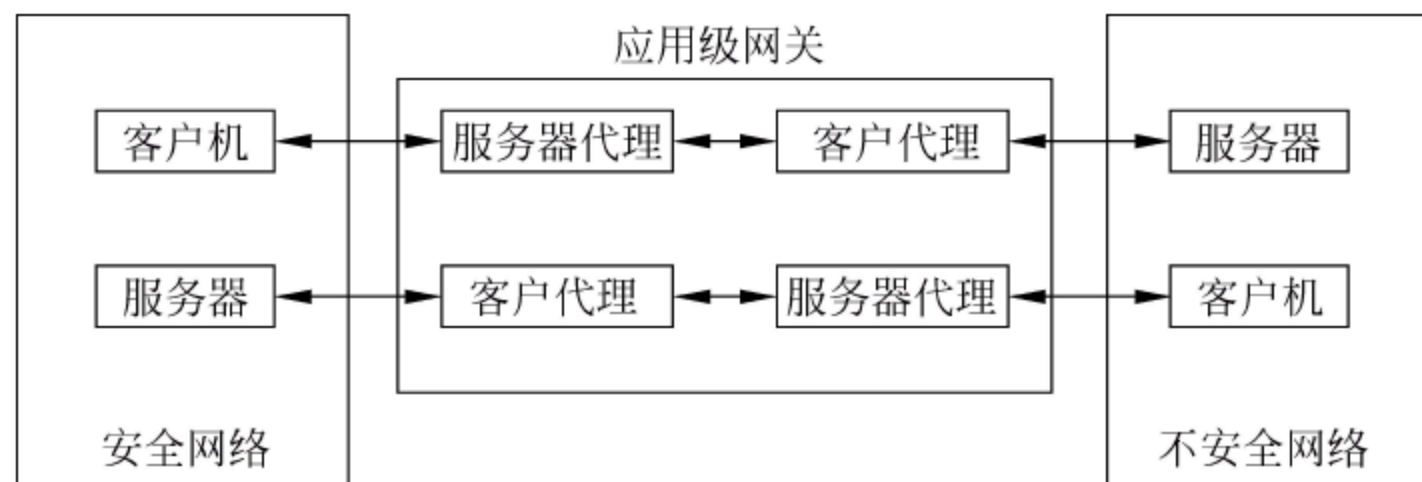 应用级网关
客户机
服务器代理
客户代理
服务器
服务器
客户代理
服务器代理
客户机
安全网络
不安全网络